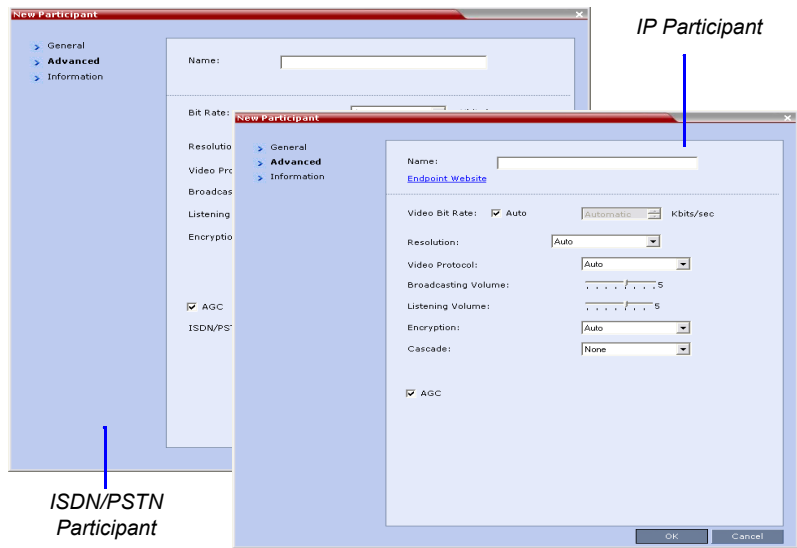 New Participant
General
Advanced
Information
Name:
Bit Rate:
Resolutio
Video Pro
Broadcas
Listening
Encryptio
AGC
ISDN/PS
ISDN/PSTN
Participant
IP Participant
New Participant
General
Advanced
Information
Name:
Endpoint Website
Video Bit Rate: Auto Automatic Kbits/sec
Resolution: Auto
Video Protocol: Auto
Broadcasting Volume: 5
Listening Volume: 5
Encryption: Auto
Cascade: None
AGC
OK Cancel